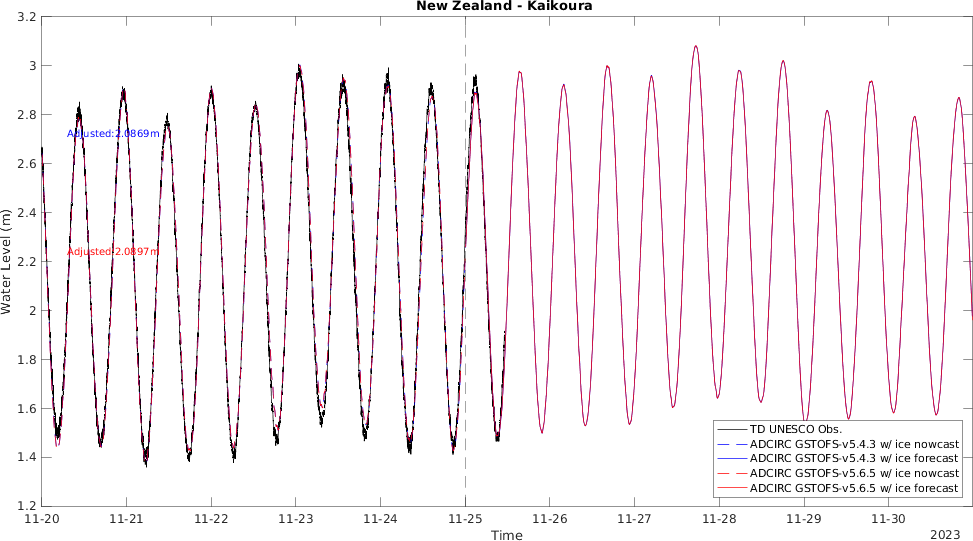 New Zealand - Kaikoura
3.2
3
2.8
2.6
2.4
2.2
2
1.8
1.6
1.4
1.2
Water Level (m)
Adjusted:2.0869m
Adjusted:2.0897m
TD UNESCO Obs.
ADCIRC GSTOFS-v5.4.3 w/ ice nowcast
ADCIRC GSTOFS-v5.4.3 w/ ice forecast
ADCIRC GSTOFS-v5.6.5 w/ ice nowcast
ADCIRC GSTOFS-v5.6.5 w/ ice forecast
11-20 11-21 11-22 11-23 11-24 11-25 11-26 11-27 11-28 11-29 11-30
Time
2023